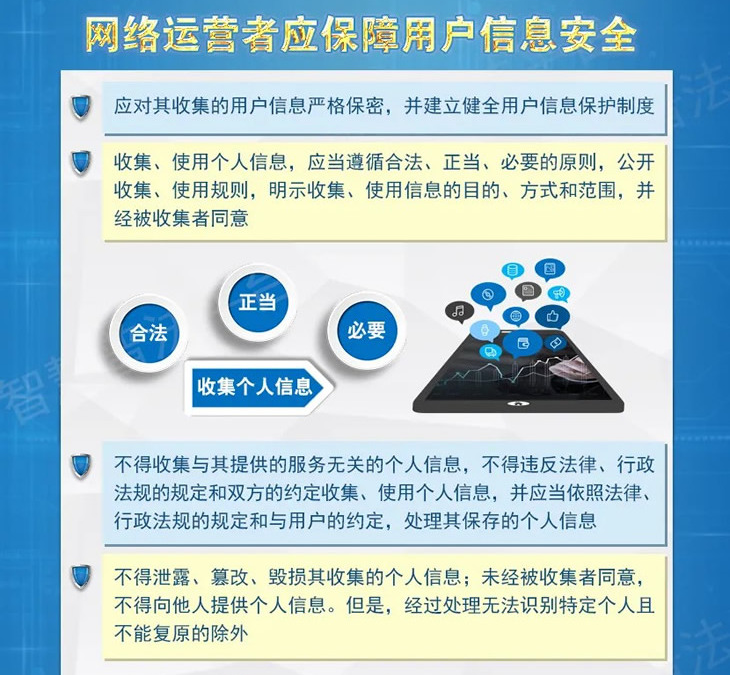 网络运营者应保障用户信息安全
应对其收集的用户信息严格保密，并建立健全用户信息保护制度
收集、使用个人信息，应当遵循合法、正当、必要的原则，公开
收集、使用规则，明示收集、使用信息的目的、方式和范围，并
经被收集者同意
合法
正当
必要
收集个人信息
不得收集与其提供的服务无关的个人信息，不得违反法律、行政
法规的规定和双方的约定收集、使用个人信息，并应当依照法律、
行政法规的规定和与用户的约定，处理其保存的个人信息
不得泄露、篡改、毁损其收集的个人信息；未经被收集者同意，
不得向他人提供个人信息。但是，经过处理无法识别特定个人且
不能复原的除外